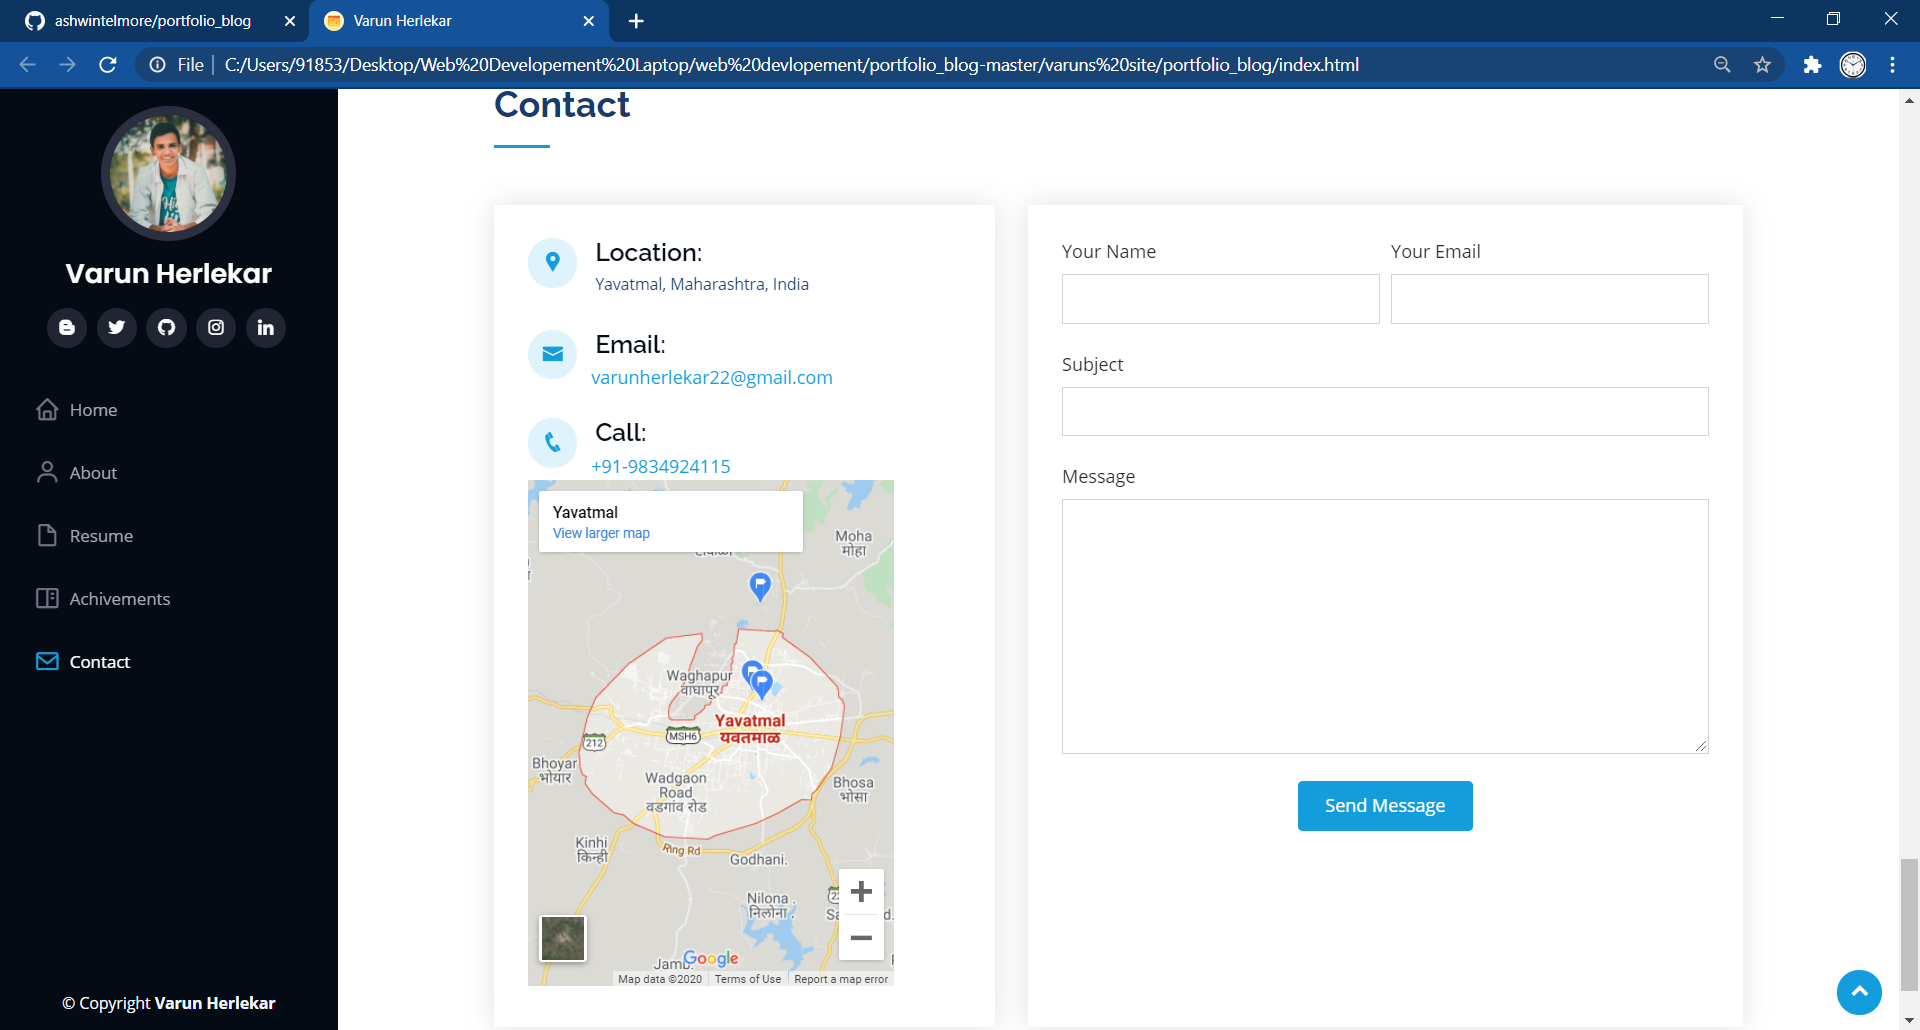 ashwintelmore/portfolio_blog
Varun Herlekar
File
C:/Users/91853/Desktop/Web%20Developement%20Laptop/web%20devlopement/portfolio_blog-master/varuns%20site/portfolio_blog/index.html
Varun Herlekar
Home
About
Resume
Achivements
Contact
© Copyright Varun Herlekar
Contact
Location:
Yavatmal, Maharashtra, India
Email:
varunherlekar22@gmail.com
Call:
+91-9834924115
Yavatmal
View larger map
Moha
मोहा
Waghapur
वाघापूर
Yavatmal
यवतमाळ
MSH6
212
Bhoyar
भोयार
Wadgaon
Road
वडगांव रोड
Bhosa
भोसा
Kinhi
किन्ही
Ring Rd
Godhani
Nilona
निलोना
Jamb
Google
Map data ©2020
Terms of Use
Report a map error
Your Name
Your Email
Subject
Message
Send Message